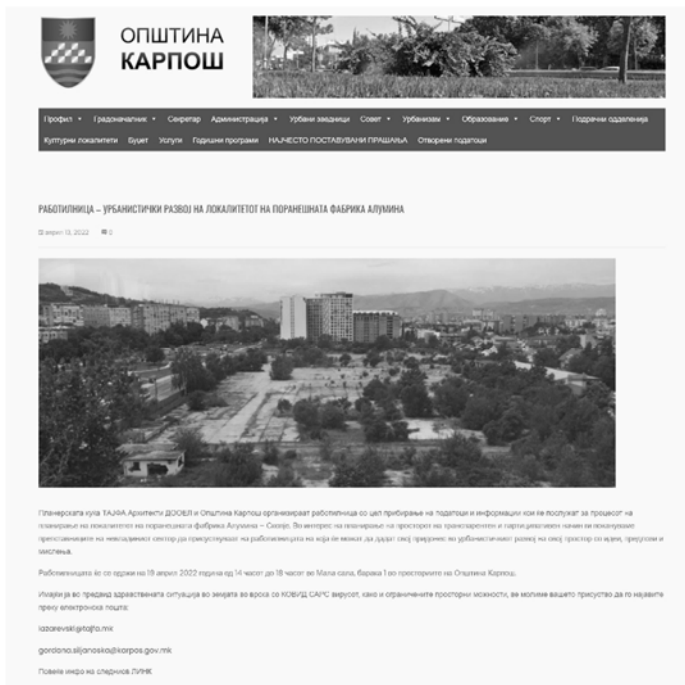 ОПШТИНА
КАРПОШ
Профил Градоначалник Секретар Администрација Урбани заедници Совет Урбанизам Образование Спорт Подрачни одделенија
Културни локалитети Буџет Услуги Годишни програми НАЈЧЕСТО ПОСТАВУВАНИ ПРАШАЊА Отворени податоци
РАБОТИЛНИЦА – УРБАНИСТИЧКИ РАЗВОЈ НА ЛОКАЛИТЕТОТ НА ПОРАНЕШНАТА ФАБРИКА АЛУМИНА
април 13, 2022 0
Планерската куќа ТАЈФА Архитекти ДООЕЛ и Општина Карпош организираат работилница со цел прибирање на податоци и информации кои ќе послужат за процесот на
планирање на локалитетот на поранешната фабрика Алумина – Скопје. Во интерес на планирање на просторот на транспарентен и партиципативен начин ги покануваме
претставниците на невладиниот сектор да присуствуваат на работилницата на која ќе можат да дадат свој придонес во урбанистичкиот развој на овој простор со идеи, предлози и
мислења.
Работилницата ќе се одржи на 19 април 2022 година од 14 часот до 18 часот во Мала сала, барака 1 во просториите на Општина Карпош.
Имајќи ја во предвид здравствената ситуација во земјата во врска со КОВИД САРС вирусот, како и ограничените просторни можности, ве молиме вашето присуство да го најавите
преку електронска пошта:
lazarevski@tajfa.mk
gordana.siljanoska@karpos.gov.mk
Повеќе инфо на следниов ЛИНК